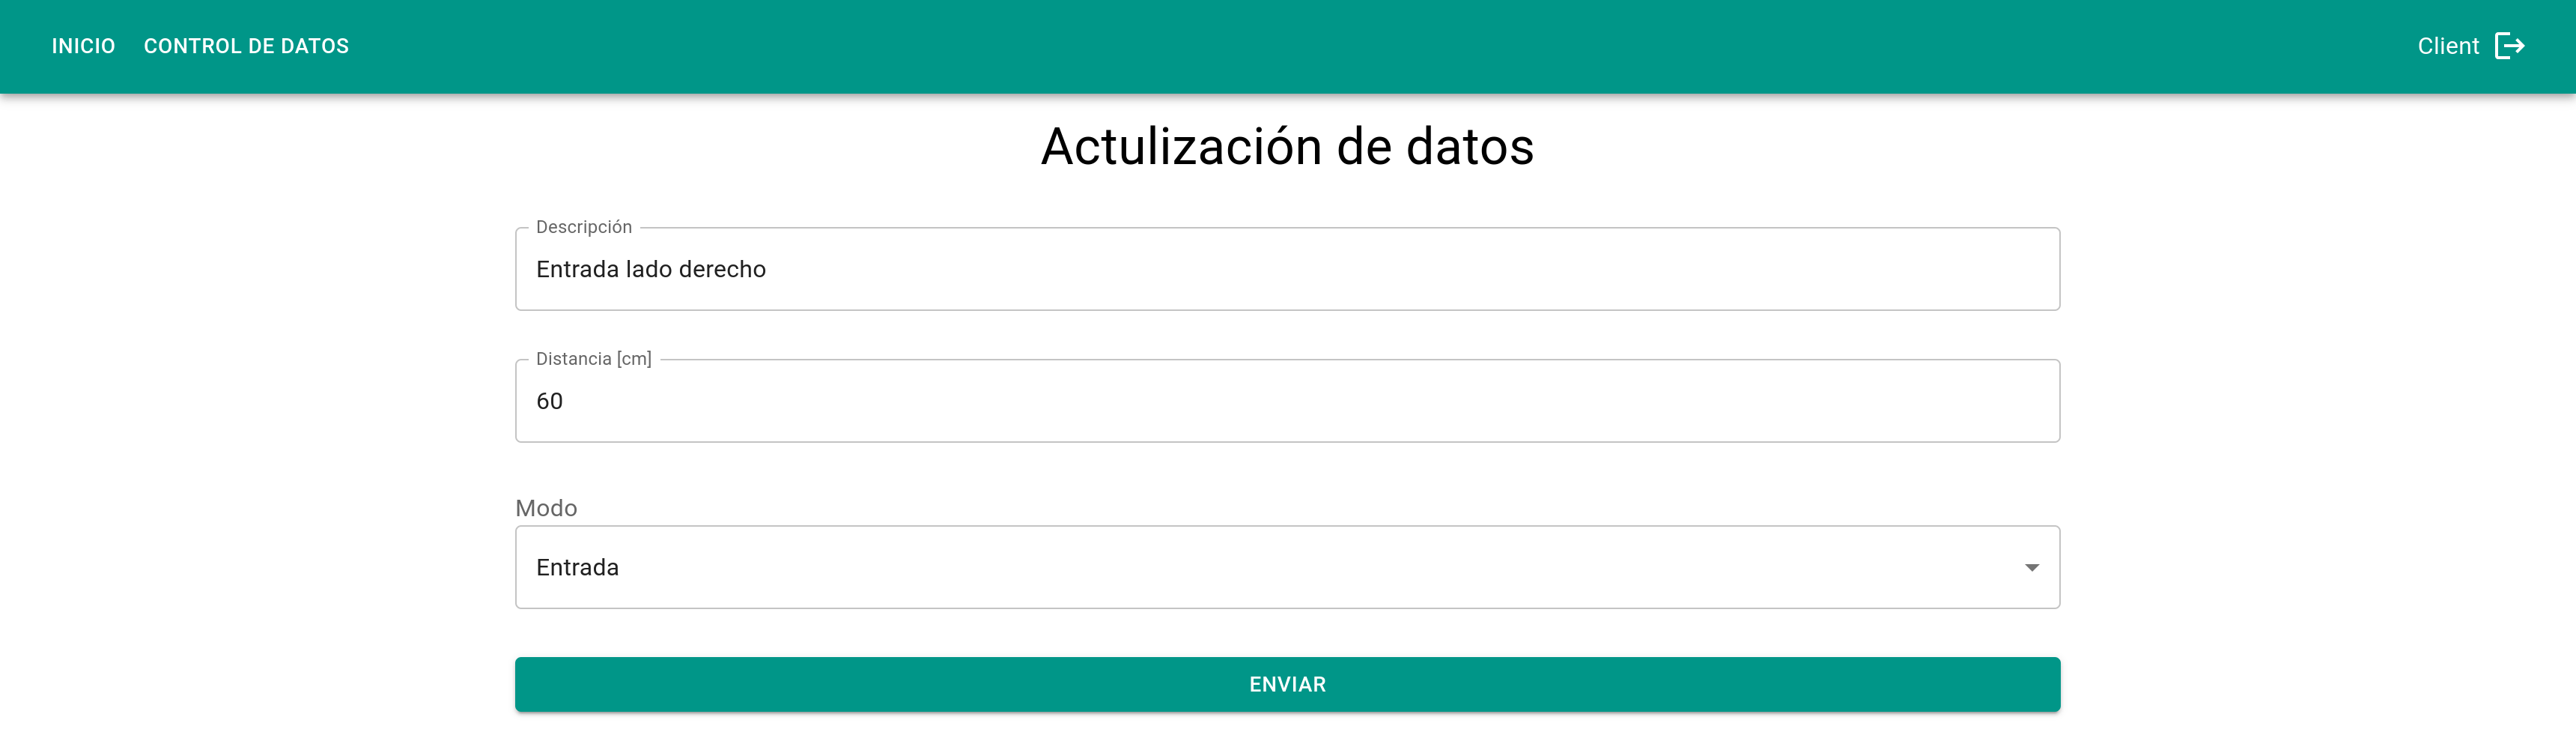 INICIO CONTROL DE DATOS Client
Actulización de datos
Descripción
Entrada lado derecho
Distancia [cm]
60
Modo
Entrada
ENVIAR